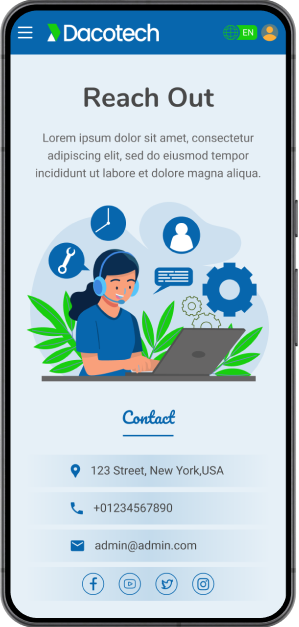 Dacotech
EN
Reach Out
Lorem ipsum dolor sit amet, consectetur
adipiscing elit, sed do eiusmod tempor
incididunt ut labore et dolore magna aliqua.
Contact
123 Street, New York,USA
+01234567890
admin@admin.com